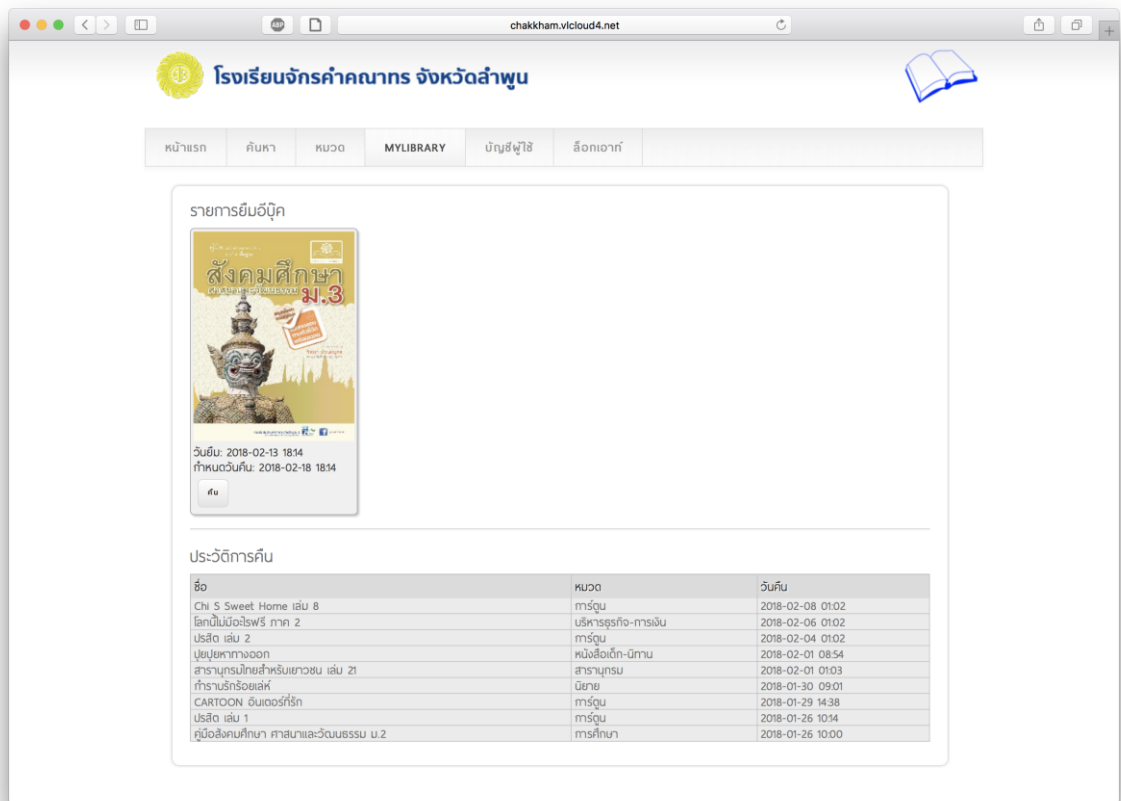 ABP
chakkham.vlcloud4.net
โรงเรียนจักรคำคณาทร จังหวัดลำพูน
หน้าแรก ค้นหา หมวด MYLIBRARY บัญชีผู้ใช้ ล็อกเอาท์
รายการยืมอีบุ๊ค
สังคมศึกษา
ม.3
วันยืม: 2018-02-13 18:14
กำหนดวันคืน: 2018-02-18 18:14
คืน
ประวัติการคืน
ชื่อ หมวด วันคืน
Chi S Sweet Home เล่ม 8 การ์ตูน 2018-02-08 01:02
โลกนี้ไม่มีอะไรฟรี ภาค 2 บริหารธุรกิจ-การเงิน 2018-02-06 01:02
ปรสิต เล่ม 2 การ์ตูน 2018-02-04 01:02
ปุยปุยหาทางออก หนังสือเด็ก-นิทาน 2018-02-01 08:54
สารานุกรมไทยสำหรับเยาวชน เล่ม 21 สารานุกรม 2018-02-01 01:03
ตำรามรักร้อยเล่ห์ นิยาย 2018-01-30 09:01
CARTOON อินเตอร์ที่รัก การ์ตูน 2018-01-29 14:38
ปรสิต เล่ม 1 การ์ตูน 2018-01-26 10:14
คู่มือสังคมศึกษา ศาสนาและวัฒนธรรม ม.2 การศึกษา 2018-01-26 10:00